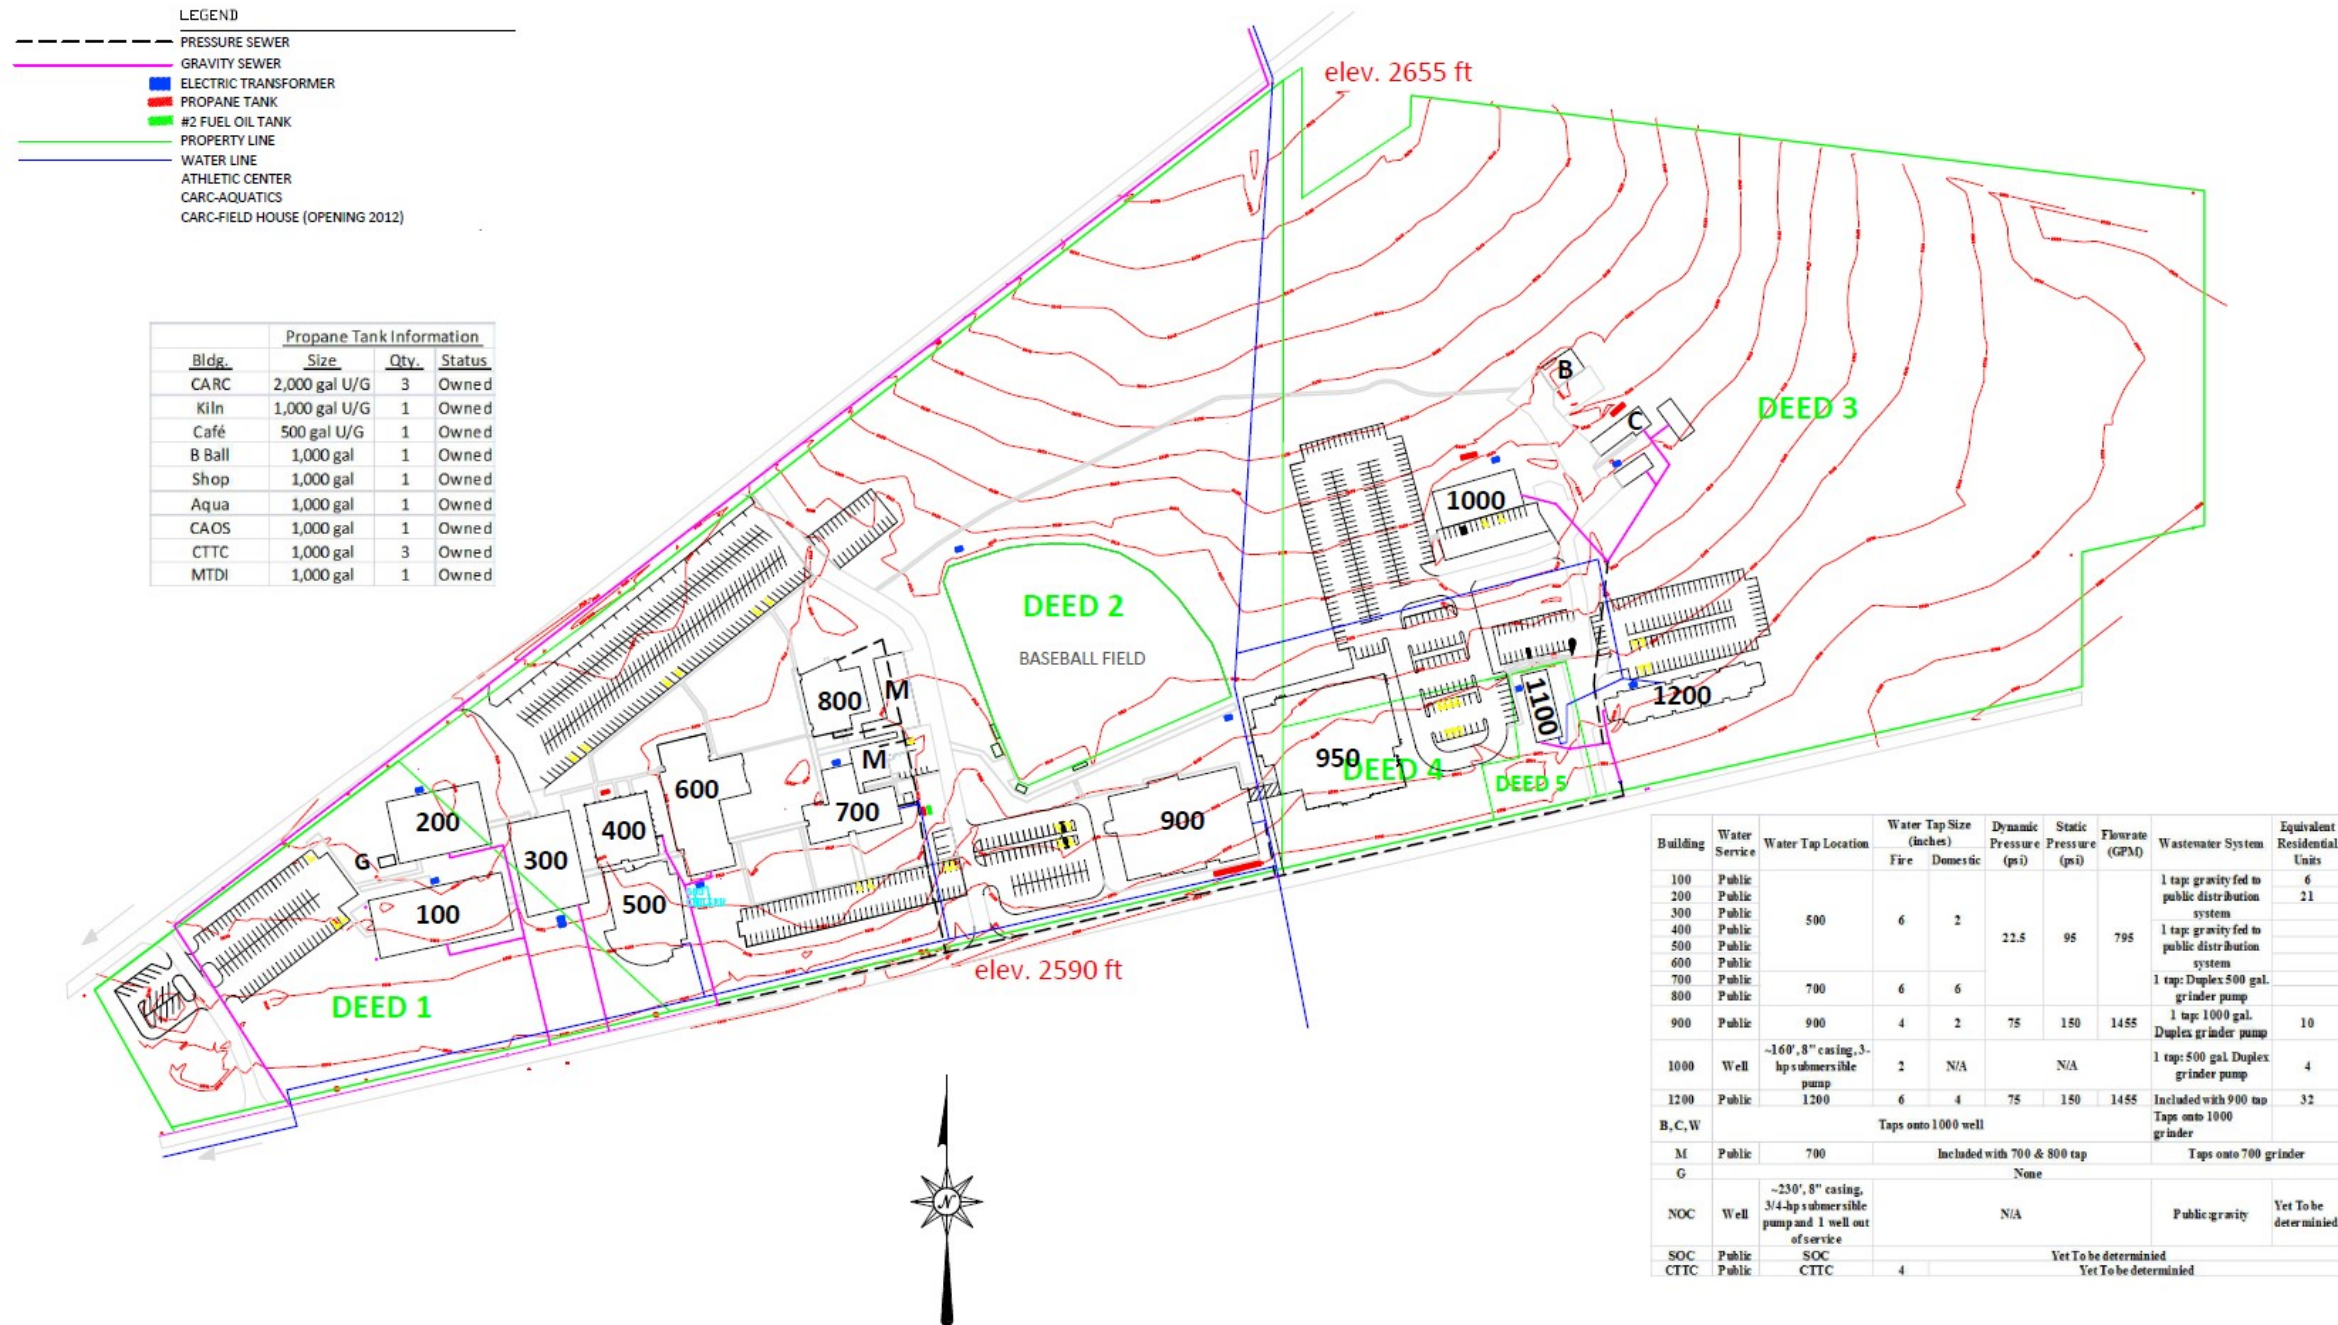 LEGEND
PRESSURE SEWER
GRAVITY SEWER
ELECTRIC TRANSFORMER
PROPANE TANK
#2 FUEL OIL TANK
PROPERTY LINE
WATER LINE
ATHLETIC CENTER
CARC-AQUATICS
CARC-FIELD HOUSE (OPENING 2012)
Propane Tank Information
Bldg. Size Qty. Status
CARC 2,000 gal U/G 3 Owned
Kiln 1,000 gal U/G 1 Owned
Café 500 gal U/G 1 Owned
B Ball 1,000 gal 1 Owned
Shop 1,000 gal 1 Owned
Aqua 1,000 gal 1 Owned
CAOS 1,000 gal 1 Owned
CTTC 1,000 gal 3 Owned
MTDI 1,000 gal 1 Owned
elev. 2655 ft
B
C
DEED 3
1000
DEED 2
BASEBALL FIELD
800
M
M
1100
1200
600
700
950
DEED 4
DEED 5
200
400
900
G
300
100
500
elev. 2590 ft
DEED 1
N
Building Water Service Water Tap Location Water Tap Size (inches) Fire Domestic Dynamic Pressure (psi) Static Pressure (psi) Flowrate (GPM) Wastewater System Equivalent Residential Units
100 Public 500 6 2 22.5 95 795 1 tap: gravity fed to public distribution system 6
200 Public 21
300 Public
400 Public 1 tap: gravity fed to public distribution system
500 Public
600 Public
700 Public 700 6 6 1 tap: Duplex 500 gal. grinder pump
800 Public
900 Public 900 4 2 75 150 1455 1 tap: 1000 gal. Duplex grinder pump 10
1000 Well ~160', 8" casing, 3-hp submersible pump 2 N/A N/A 1 tap: 500 gal. Duplex grinder pump 4
1200 Public 1200 6 4 75 150 1455 Included with 900 tap 32
B, C, W Taps onto 1000 well Taps onto 1000 grinder
M Public 700 Included with 700 & 800 tap Taps onto 700 grinder
G None
NOC Well ~230', 8" casing, 3/4-hp submersible pump and 1 well out of service N/A Public:gravity Yet To be determinied
SOC Public SOC Yet To be determinied
CTTC Public CTTC 4 Yet To be determinied